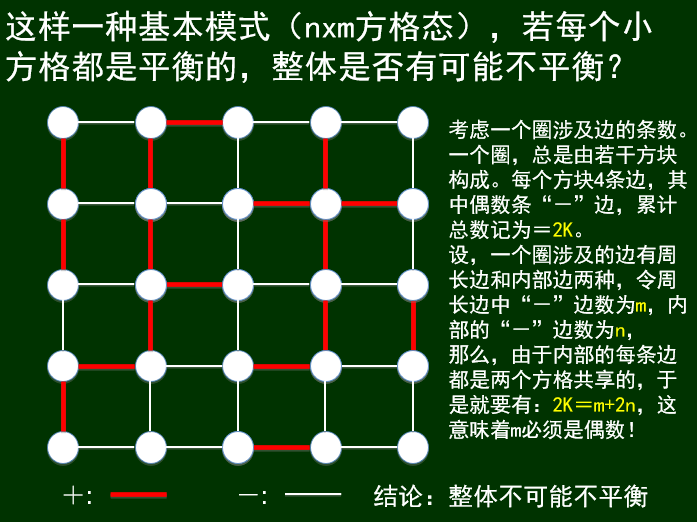 这样一种基本模式（nxm方格态），若每个小
方格都是平衡的，整体是否有可能不平衡？
考虑一个圈涉及边的条数。
一个圈，总是由若干方块
构成。每个方块4条边，其
中偶数条“－”边，累计
总数记为＝2K。
设，一个圈涉及的边有周
长边和内部边两种，令周
长边中“－”边数为m，内
部的“－”边数为n，
那么，由于内部的每条边
都是两个方格共享的，于
是就要有：2K＝m+2n，这
意味着m必须是偶数！
＋：
－：
结论：整体不可能不平衡